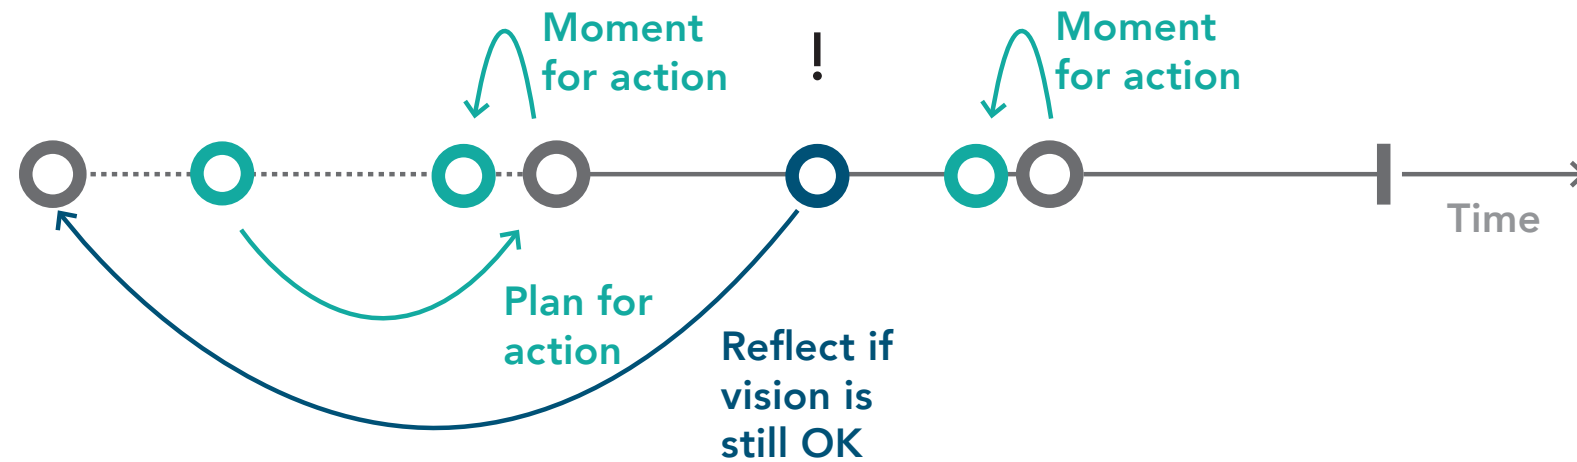 Moment
for action
!
Moment
for action
Time
Plan for
action
Reflect if
vision is
still OK